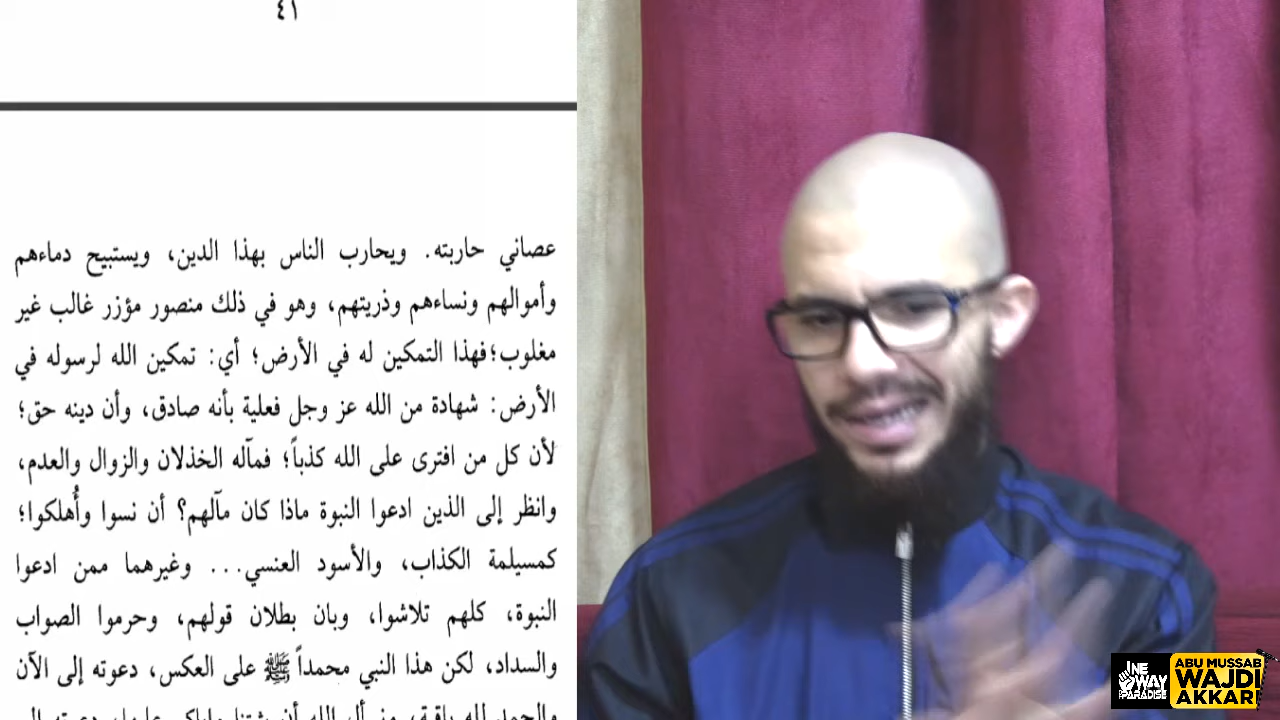 ٤١
عصاني حاربته. ويحارب الناس بهذا الدين، ويستبيح دماءهم
وأموالهم ونساءهم وذريتهم، وهو في ذلك منصور مؤزر غالب غير
مغلوب؛فهذا التمكين له في الأرض؛ أي: تمكين الله لرسوله في
الأرض: شهادة من الله عز وجل فعلية بأنه صادق، وأن دينه حق؛
لأن كل من افترى على الله كذباً؛ فمآله الخذلان والزوال والعدم،
وانظر إلى الذين ادعوا النبوة ماذا كان مآلهم؟ أن نسوا وأُهلكوا؛
كمسيلمة الكذاب، والأسود العنسي... وغيرهما ممن ادعوا
النبوة، كلهم تلاشوا، وبان بطلان قولهم، وحرموا الصواب
والسداد، لكن هذا النبي محمداً ﷺ على العكس، دعوته إلى الآن
والحمد لله باقية،
ONE WAY PARADISE
ABU MUSSAB
WAJDI
AKKARI